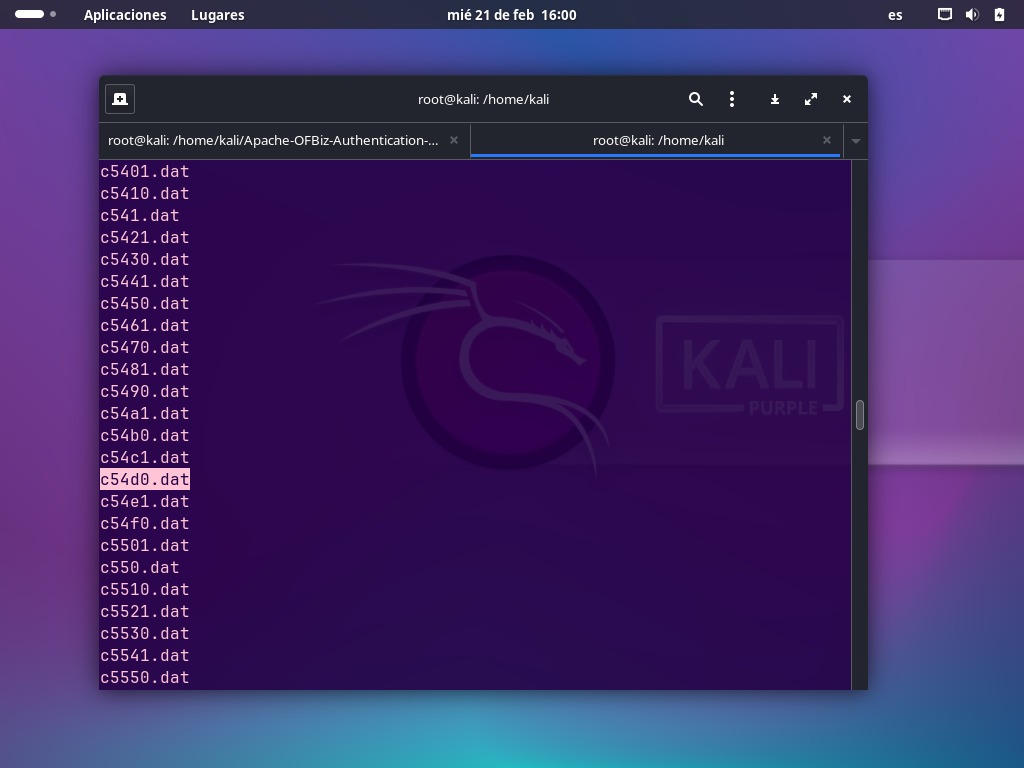 Aplicaciones Lugares mié 21 de feb 16:00 es
root@kali: /home/kali
root@kali: /home/kali/Apache-OFBiz-Authentication-... root@kali: /home/kali
c5401.dat
c5410.dat
c541.dat
c5421.dat
c5430.dat
c5441.dat
c5450.dat
c5461.dat
c5470.dat
c5481.dat
c5490.dat
c54a1.dat
c54b0.dat
c54c1.dat
c54d0.dat
c54e1.dat
c54f0.dat
c5501.dat
c550.dat
c5510.dat
c5521.dat
c5530.dat
c5541.dat
c5550.dat
KALI
PURPLE